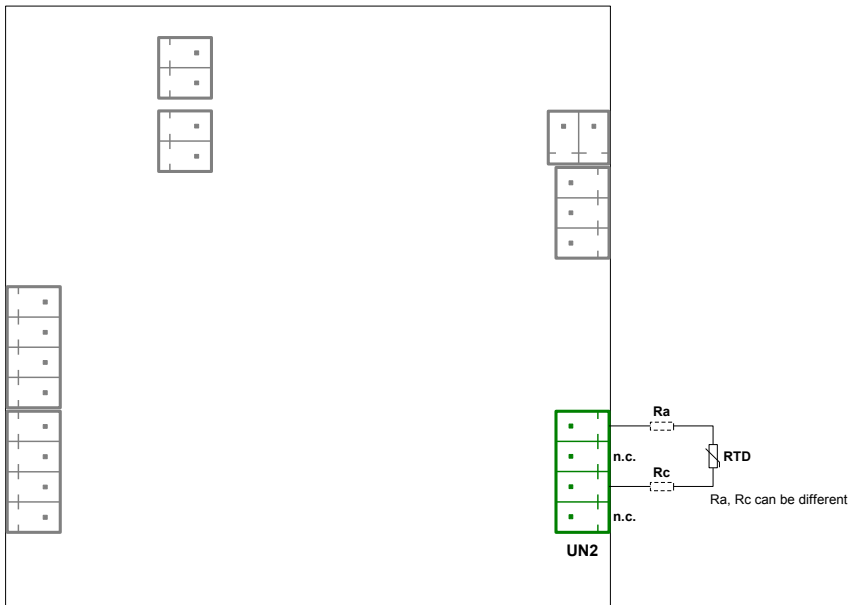 Ra
n.c.
RTD
Rc
Ra, Rc can be different
n.c.
UN2